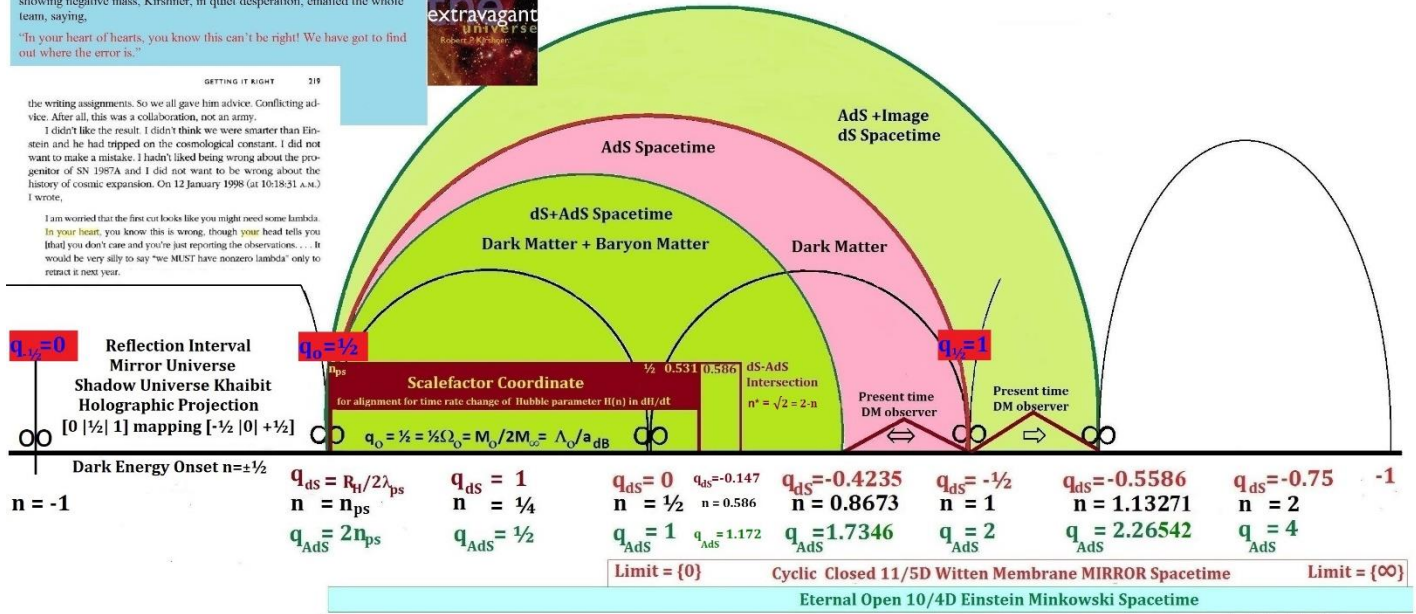 showing negative mass, Kirshner, in quiet desperation, emailed the whole
team, saying,
“In your heart of hearts, you know this can’t be right! We have got to find
out where the error is.”
extravagant
universe
Robert P. Kirshner
GETTING IT RIGHT 219
the writing assignments. So we all gave him advice. Conflicting ad-
vice. After all, this was a collaboration, not an army.
I didn't like the result. I didn't think we were smarter than Ein-
stein and he had tripped on the cosmological constant. I did not
want to make a mistake. I hadn't liked being wrong about the pro-
genitor of SN 1987A and I did not want to be wrong about the
history of cosmic expansion. On 12 January 1998 (at 10:18:31 A.M.)
I wrote,
I am worried that the first cut looks like you might need some lambda.
In your heart, you know this is wrong, though your head tells you
[that] you don't care and you're just reporting the observations. . . . It
would be very silly to say "we MUST have nonzero lambda" only to
retract it next year.
AdS +Image
dS Spacetime
AdS Spacetime
dS+AdS Spacetime
Dark Matter + Baryon Matter
Dark Matter
q-½=0
Reflection Interval
Mirror Universe
Shadow Universe Khaibit
Holographic Projection
[0 |½| 1] mapping [-½ |0| +½]
qo=½
q½=1
nps
½ 0.531 0.586
Scalefactor Coordinate
for alignment for time rate change of Hubble parameter H(n) in dH/dt
dS-AdS
Intersection
n* = √2 = 2-n
Present time
DM observer
Present time
DM observer
qo = ½ = ½Ωo = Mo/2M∞ = Λo/adB
∞ ∞ ∞ ∞ ∞
⇔ ⇨
Dark Energy Onset n=±½
n = -1
qdS = RH/2λps qdS = 1 qdS = 0 qdS=-0.147 qdS=-0.4235 qdS = -½ qdS=-0.5586 qdS = -0.75 -1
n = nps n = ¼ n = ½ n = 0.586 n = 0.8673 n = 1 n = 1.13271 n = 2
qAdS = 2nps qAdS = ½ qAdS = 1 qAdS = 1.172 qAdS = 1.7346 qAdS = 2 qAdS = 2.26542 qAdS = 4
Limit = {0} Cyclic Closed 11/5D Witten Membrane MIRROR Spacetime Limit = {∞}
Eternal Open 10/4D Einstein Minkowski Spacetime